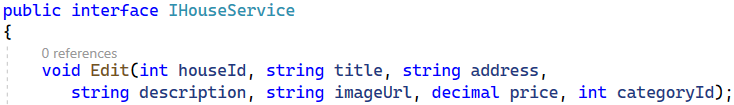 public interface IHouseService
{
0 references
void Edit(int houseId, string title, string address,
string description, string imageUrl, decimal price, int categoryId);